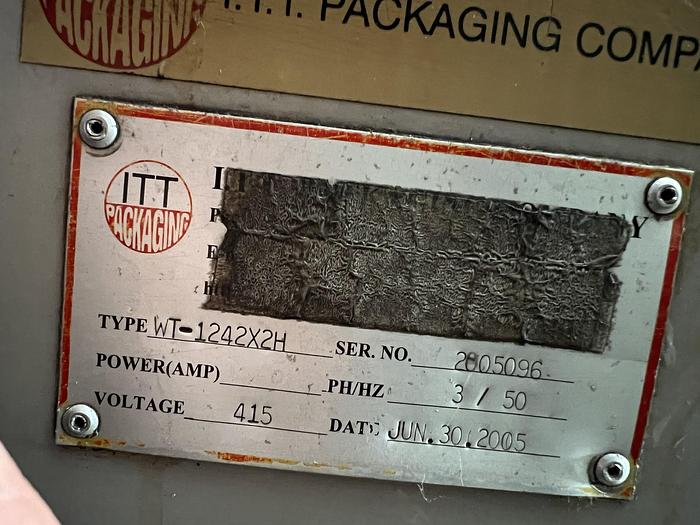 PACKAGING I.T.T. PACKAGING COMPA
ITT
PACKAGING
TYPE WT-1242X2H SER. NO. 2005096
POWER(AMP) PH/HZ 3 / 50
VOLTAGE 415 DATE JUN.30.2005